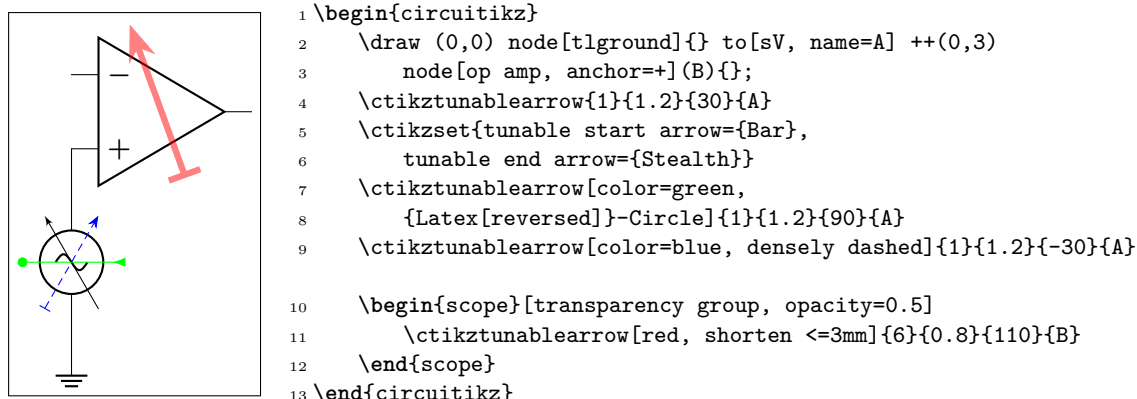 − +
1 \begin{circuitikz}
2 \draw (0,0) node[tlground]{} to[sV, name=A] ++(0,3)
3 node[op amp, anchor=+](B){};
4 \ctikztunablearrow{1}{1.2}{30}{A}
5 \ctikzset{tunable start arrow={Bar},
6 tunable end arrow={Stealth}}
7 \ctikztunablearrow[color=green,
8 {Latex[reversed]}-Circle]{1}{1.2}{90}{A}
9 \ctikztunablearrow[color=blue, densely dashed]{1}{1.2}{-30}{A}
10 \begin{scope}[transparency group, opacity=0.5]
11 \ctikztunablearrow[red, shorten <=3mm]{6}{0.8}{110}{B}
12 \end{scope}
13 \end{circuitikz}